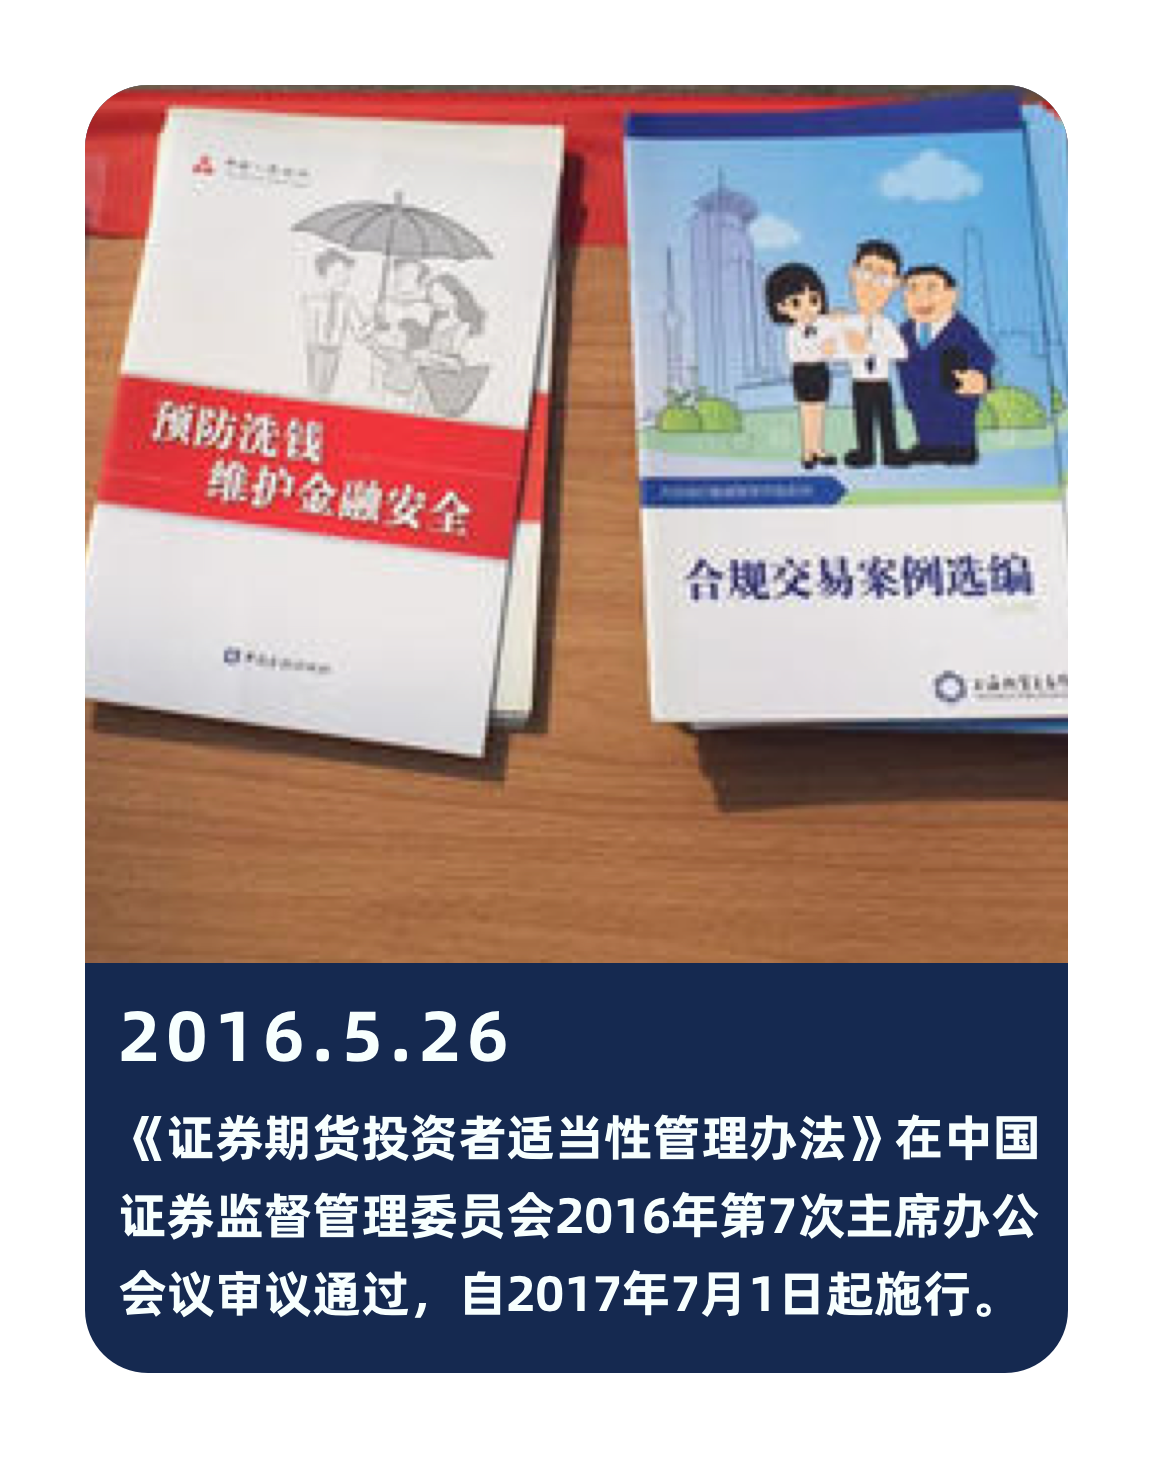 预防洗钱
维护金融安全
合规交易案例选编
2016.5.26
《证券期货投资者适当性管理办法》在中国
证券监督管理委员会2016年第7次主席办公
会议审议通过，自2017年7月1日起施行。